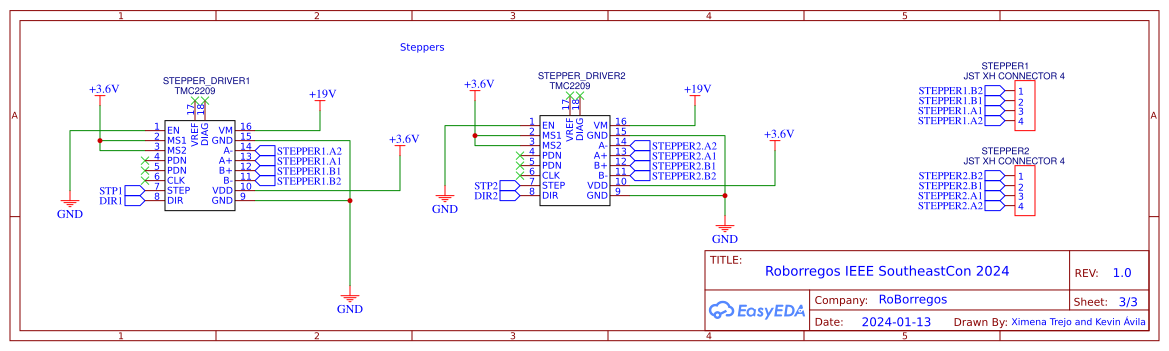 1 2 3 4 5
Steppers
STEPPER_DRIVER1
TMC2209
+3.6V
+19V
+3.6V
17 18
VREF DIAG
1 EN VM 16
2 MS1 GND 15
3 MS2 A- 14 STEPPER1.A2
4 PDN A+ 13 STEPPER1.A1
5 PDN B+ 12 STEPPER1.B1
6 CLK B- 11 STEPPER1.B2
STP1 7 STEP VDD 10
DIR1 8 DIR GND 9
GND
GND
STEPPER_DRIVER2
TMC2209
+3.6V
+19V
+3.6V
17 18
VREF DIAG
1 EN VM 16
2 MS1 GND 15
3 MS2 A- 14 STEPPER2.A2
4 PDN A+ 13 STEPPER2.A1
5 PDN B+ 12 STEPPER2.B1
6 CLK B- 11 STEPPER2.B2
STP2 7 STEP VDD 10
DIR2 8 DIR GND 9
GND
GND
STEPPER1
JST XH CONNECTOR 4
STEPPER1.B2 1
STEPPER1.B1 2
STEPPER1.A1 3
STEPPER1.A2 4
STEPPER2
JST XH CONNECTOR 4
STEPPER2.B2 1
STEPPER2.B1 2
STEPPER2.A1 3
STEPPER2.A2 4
A A
TITLE:
Roborregos IEEE SoutheastCon 2024
REV: 1.0
EasyEDA
Company: RoBorregos
Sheet: 3/3
Date: 2024-01-13 Drawn By: Ximena Trejo and Kevin Ávila
1 2 3 4 5